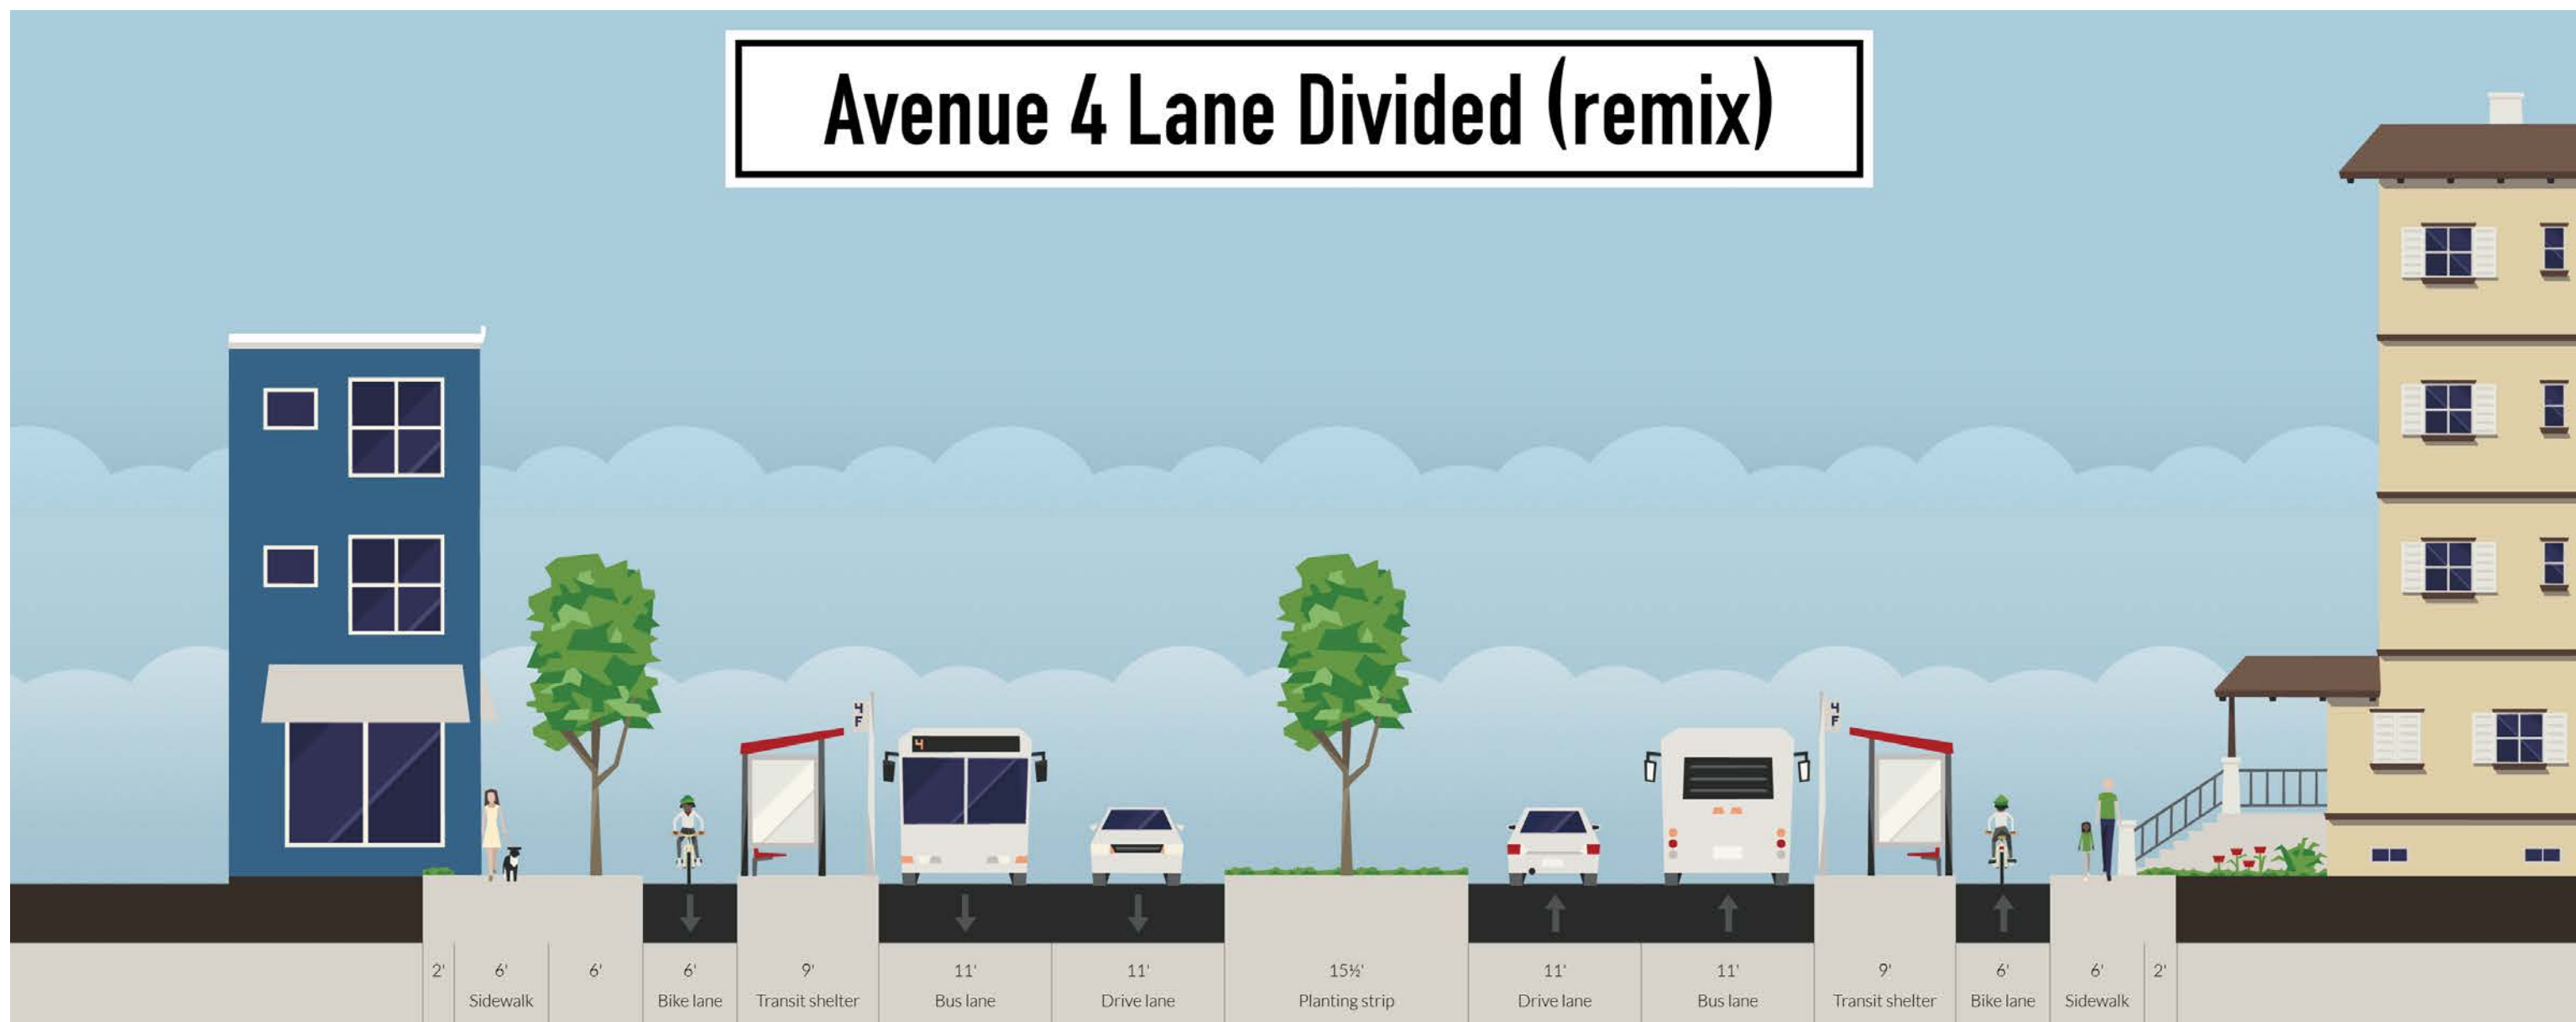 Avenue 4 Lane Divided (remix)
4
F
4
4
F
2' 6' 6' 6' 9' 11' 11' 15½' 11' 11' 9' 6' 6' 2'
Sidewalk Bike lane Transit shelter Bus lane Drive lane Planting strip Drive lane Bus lane Transit shelter Bike lane Sidewalk